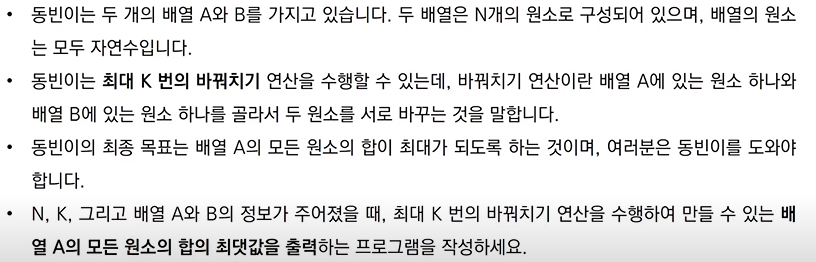 • 동빈이는 두 개의 배열 A와 B를 가지고 있습니다. 두 배열은 N개의 원소로 구성되어 있으며, 배열의 원소
는 모두 자연수입니다.
• 동빈이는 최대 K 번의 바꿔치기 연산을 수행할 수 있는데, 바꿔치기 연산이란 배열 A에 있는 원소 하나와
배열 B에 있는 원소 하나를 골라서 두 원소를 서로 바꾸는 것을 말합니다.
• 동빈이의 최종 목표는 배열 A의 모든 원소의 합이 최대가 되도록 하는 것이며, 여러분은 동빈이를 도와야
합니다.
• N, K, 그리고 배열 A와 B의 정보가 주어졌을 때, 최대 K 번의 바꿔치기 연산을 수행하여 만들 수 있는 배
열 A의 모든 원소의 합의 최댓값을 출력하는 프로그램을 작성하세요.